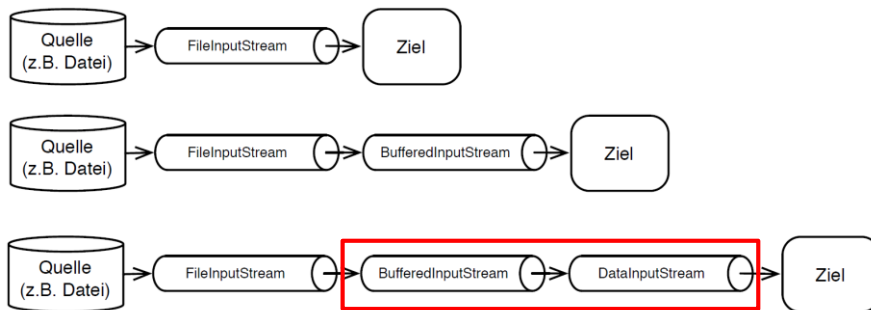 Quelle
(z.B. Datei)
FileInputStream
Ziel
Quelle
(z.B. Datei)
FileInputStream
BufferedInputStream
Ziel
Quelle
(z.B. Datei)
FileInputStream
BufferedInputStream
DataInputStream
Ziel